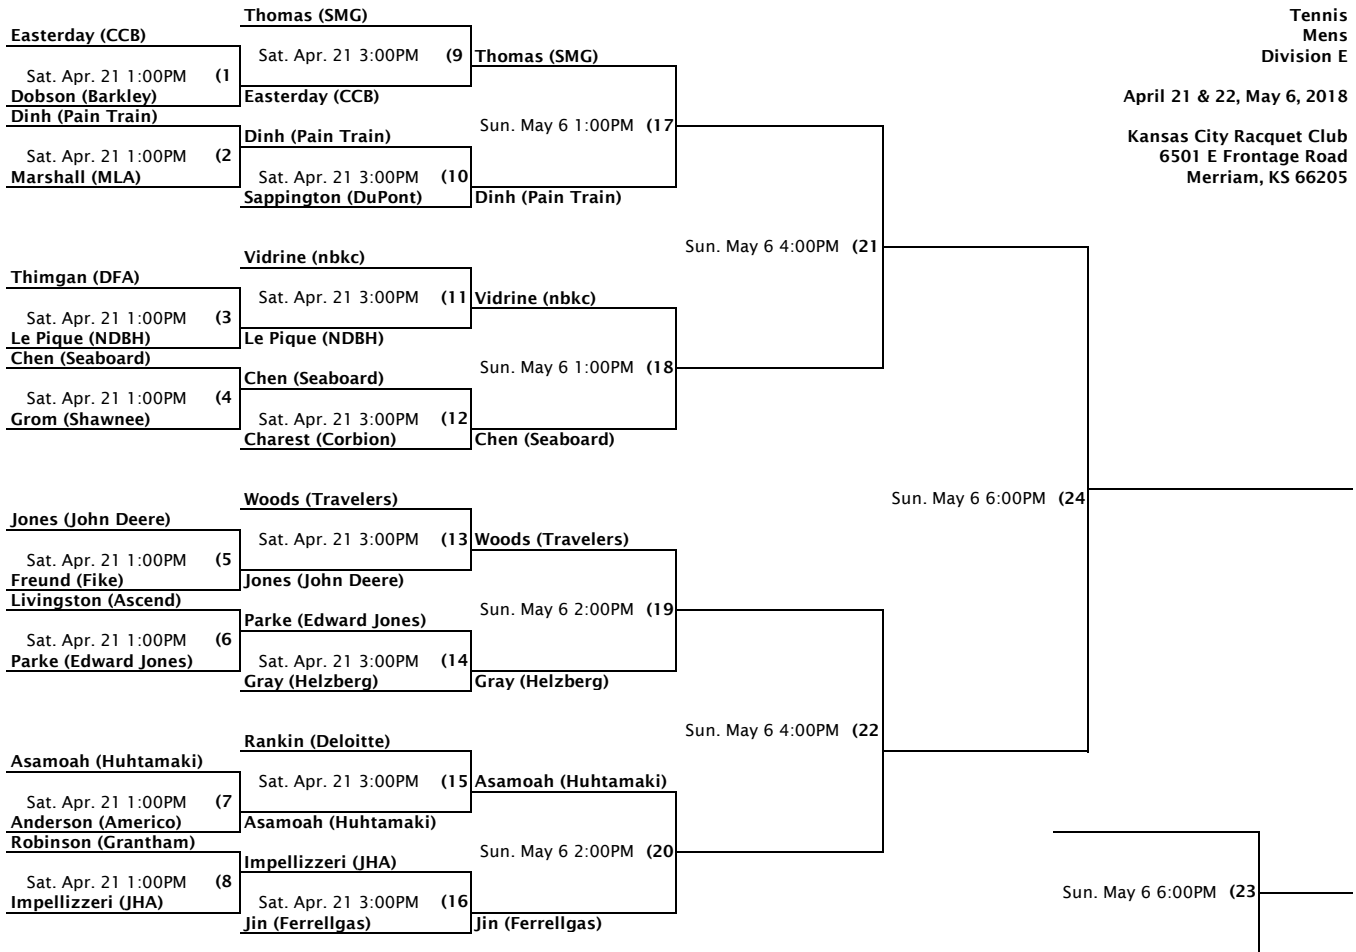 Thomas (SMG)
Tennis
Easterday (CCB)
Mens
Sat. Apr. 21 3:00PM (9 Thomas (SMG)
Division E
Sat. Apr. 21 1:00PM (1
Dobson (Barkley)
Easterday (CCB)
April 21 & 22, May 6, 2018
Dinh (Pain Train)
Sun. May 6 1:00PM (17
Dinh (Pain Train)
Kansas City Racquet Club
Sat. Apr. 21 1:00PM (2
6501 E Frontage Road
Marshall (MLA)
Sat. Apr. 21 3:00PM (10
Merriam, KS 66205
Sappington (DuPont)
Dinh (Pain Train)
Sun. May 6 4:00PM (21
Vidrine (nbkc)
Thimgan (DFA)
Sat. Apr. 21 3:00PM (11 Vidrine (nbkc)
Sat. Apr. 21 1:00PM (3
Le Pique (NDBH)
Le Pique (NDBH)
Chen (Seaboard)
Sun. May 6 1:00PM (18
Chen (Seaboard)
Sat. Apr. 21 1:00PM (4
Grom (Shawnee)
Sat. Apr. 21 3:00PM (12
Charest (Corbion)
Chen (Seaboard)
Woods (Travelers)
Sun. May 6 6:00PM (24
Jones (John Deere)
Sat. Apr. 21 3:00PM (13 Woods (Travelers)
Sat. Apr. 21 1:00PM (5
Freund (Fike)
Jones (John Deere)
Livingston (Ascend)
Sun. May 6 2:00PM (19
Parke (Edward Jones)
Sat. Apr. 21 1:00PM (6
Parke (Edward Jones)
Sat. Apr. 21 3:00PM (14
Gray (Helzberg)
Gray (Helzberg)
Sun. May 6 4:00PM (22
Rankin (Deloitte)
Asamoah (Huhtamaki)
Sat. Apr. 21 3:00PM (15 Asamoah (Huhtamaki)
Sat. Apr. 21 1:00PM (7
Anderson (Americo)
Asamoah (Huhtamaki)
Robinson (Grantham)
Sun. May 6 2:00PM (20
Impellizzeri (JHA)
Sat. Apr. 21 1:00PM (8
Impellizzeri (JHA)
Sat. Apr. 21 3:00PM (16
Sun. May 6 6:00PM (23
Jin (Ferrellgas)
Jin (Ferrellgas)